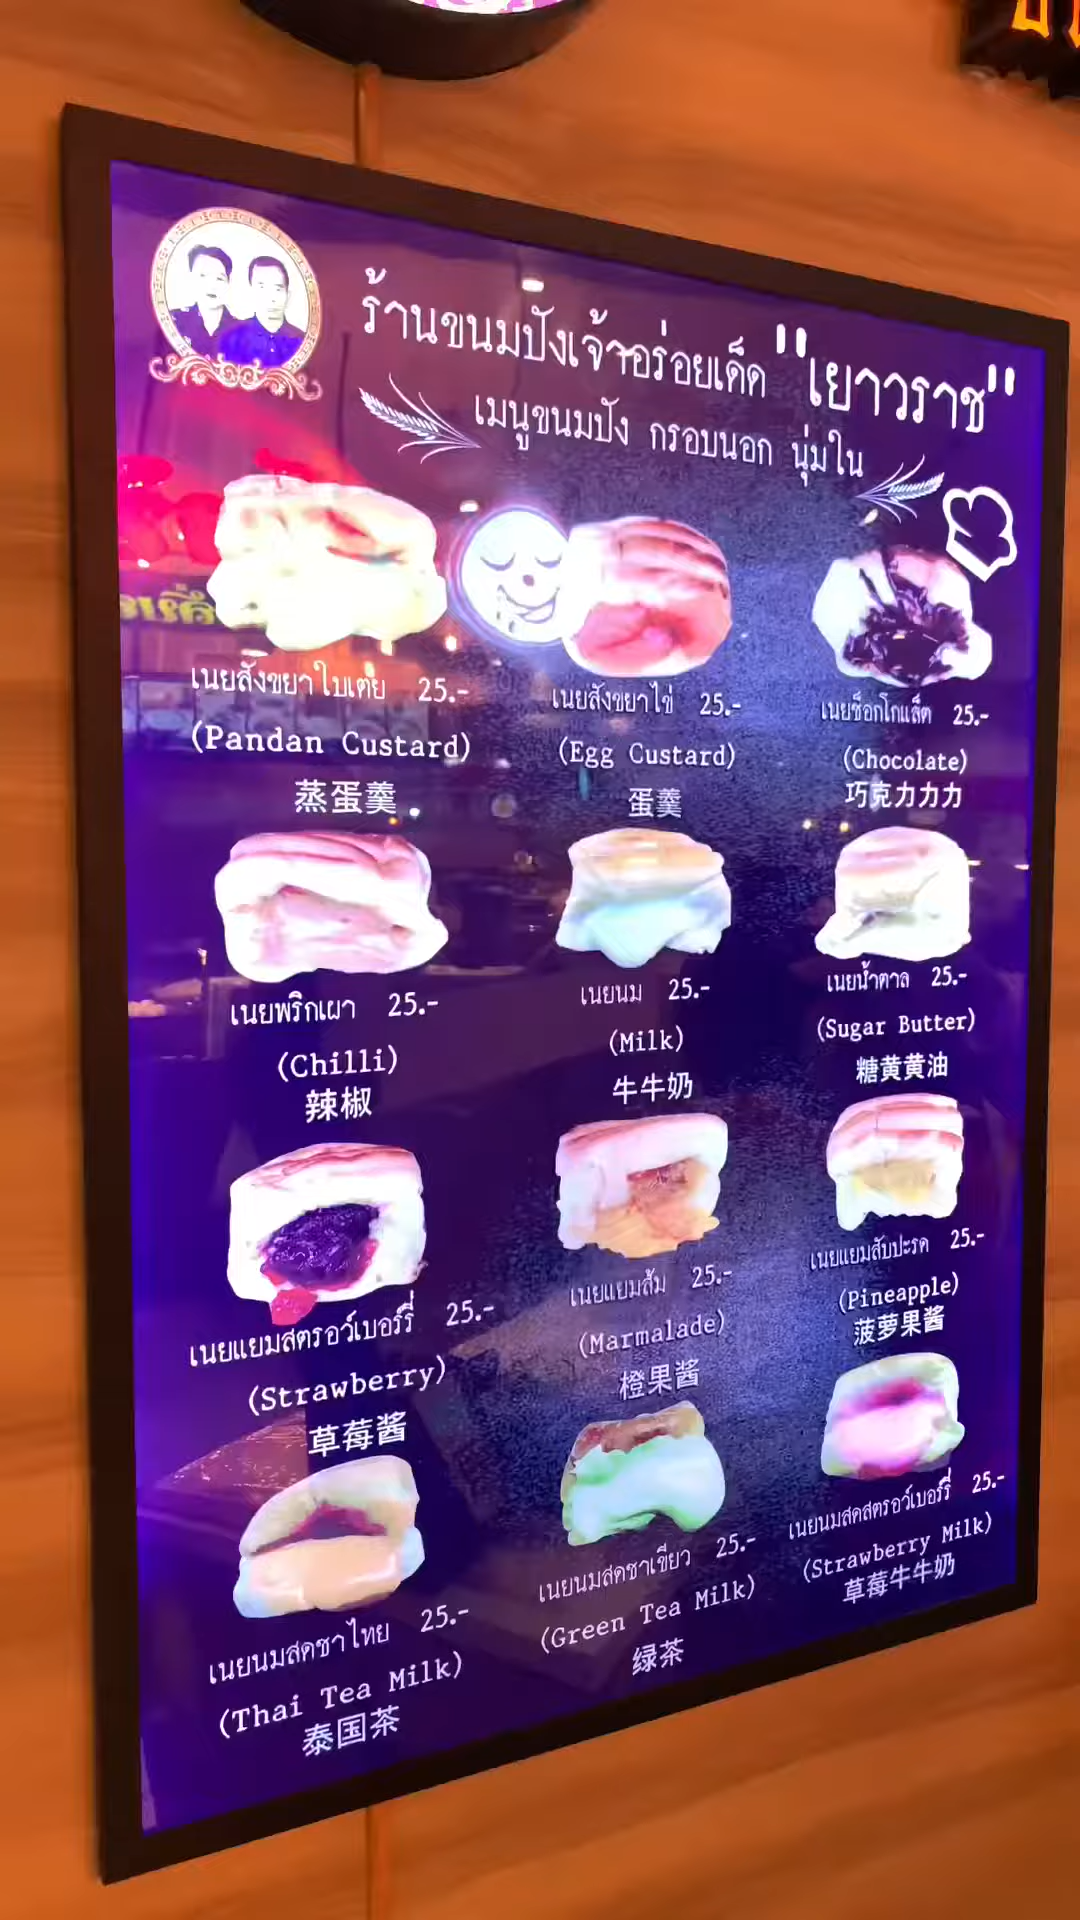 ร้านขนมปังเจ้าอร่อยเด็ด "เยาวราช"
เมนูขนมปัง กรอบนอก นุ่มใน
เนยสังขยาใบเตย 25.-
(Pandan Custard)
蒸蛋羹
เนยสังขยาไข่ 25.-
(Egg Custard)
蛋羹
เนยช็อกโกแล็ต 25.-
(Chocolate)
巧克力力力
เนยพริกเผา 25.-
(Chilli)
辣椒
เนยนม 25.-
(Milk)
牛牛奶
เนยน้ำตาล 25.-
(Sugar Butter)
糖黄黄油
เนยแยมสตรอว์เบอร์รี่ 25.-
(Strawberry)
草莓酱
เนยแยมส้ม 25.-
(Marmalade)
橙果酱
เนยแยมสับปะรด 25.-
(Pineapple)
菠萝果酱
เนยนมสดชาไทย 25.-
(Thai Tea Milk)
泰国茶
เนยนมสดชาเขียว 25.-
(Green Tea Milk)
绿茶
เนยนมสดสตรอว์เบอร์รี่ 25.-
(Strawberry Milk)
草莓牛牛奶